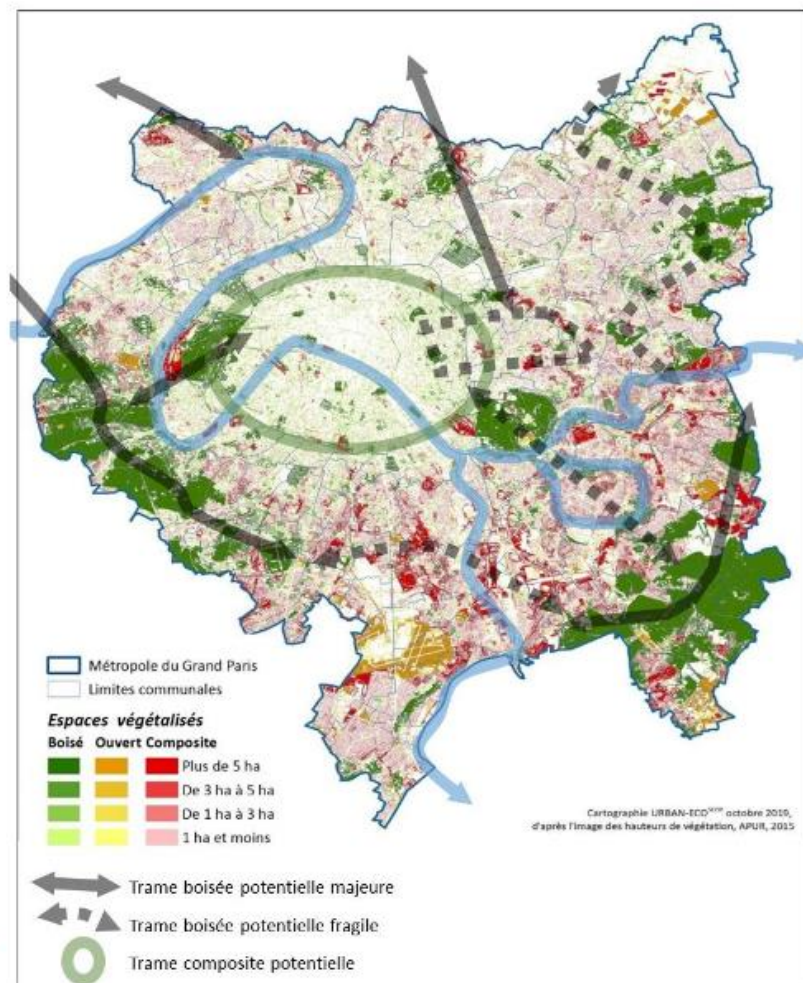 Métropole du Grand Paris
Limites communales
Espaces végétalisés
Boisé Ouvert Composite
Plus de 5 ha
De 3 ha à 5 ha
De 1 ha à 3 ha
1 ha et moins
Cartographie URBAN-ECO octobre 2019,
d'après l'image des hauteurs de végétation, APUR, 2015
Trame boisée potentielle majeure
Trame boisée potentielle fragile
Trame composite potentielle